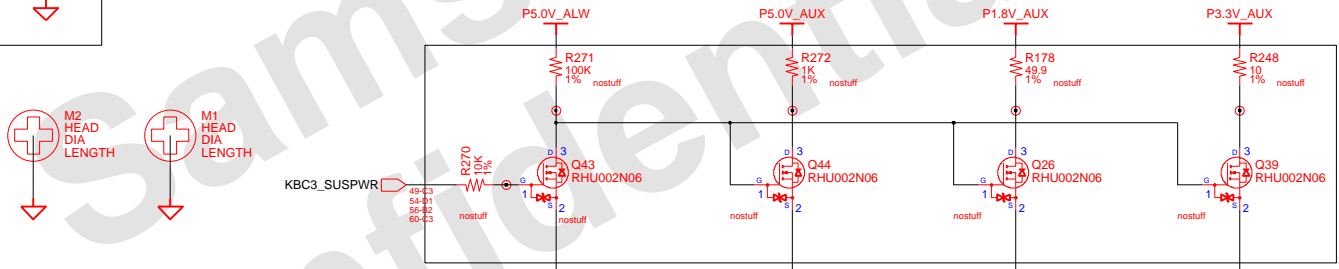 P5.0V_ALW
P5.0V_AUX
P1.8V_AUX
P3.3V_AUX
R271
100K
1%
nostuff
R272
1K
1%
nostuff
R178
49.9
1%
nostuff
R248
10
1%
nostuff
M2
HEAD
DIA
LENGTH
M1
HEAD
DIA
LENGTH
KBC3_SUSPWR
49-C3
54-D1
56-B2
60-C3
R270
10K
1%
nostuff
D 3
Q43
RHU002N06
G
1
S
2
nostuff
D 3
Q44
RHU002N06
G
1
S
2
nostuff
D 3
Q26
RHU002N06
G
1
S
2
nostuff
D 3
Q39
RHU002N06
G
1
S
2
nostuff
Sams
Confidential